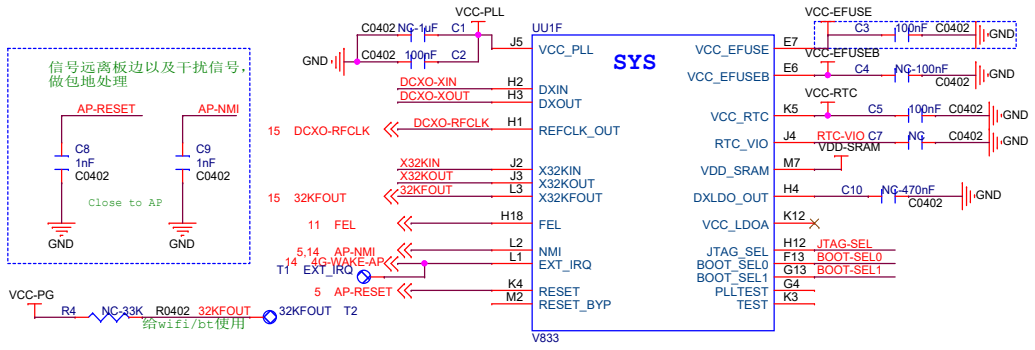 信号远离板边以及干扰信号,
做包地处理
AP-RESET
AP-NMI
C8
1nF
C0402
C9
1nF
C0402
Close to AP
GND
GND
VCC-PG
R4
NC-33K
R0402
32KFOUT
32KFOUT
T2
给wifi/bt使用
VCC-PLL
C0402
NC-1uF
C1
GND
C0402
100nF
C2
DCXO-XIN
DCXO-XOUT
15 DCXO-RFCLK
DCXO-RFCLK
X32KIN
X32KOUT
15 32KFOUT
32KFOUT
11 FEL
5,14 AP-NMI
14 4G-WAKE-AP
T1 EXT_IRQ
5 AP-RESET
UU1F
SYS
J5 VCC_PLL
H2 DXIN
H3 DXOUT
H1 REFCLK_OUT
J2 X32KIN
J3 X32KOUT
L3 X32KFOUT
H18 FEL
L2 NMI
L1 EXT_IRQ
K4 RESET
M2 RESET_BYP
V833
VCC_EFUSE E7
VCC_EFUSEB E6
VCC_RTC K5
RTC_VIO J4
VDD_SRAM M7
DXLDO_OUT H4
VCC_LDOA K12
JTAG_SEL H12
BOOT_SEL0 F13
BOOT_SEL1 G13
PLLTEST G4
TEST K3
VCC-EFUSE
C3 100nF C0402 GND
VCC-EFUSEB
C4 NC-100nF GND
VCC-RTC
C5 100nF C0402 GND
RTC-VIO C7 NC C0402 GND
VDD-SRAM
C10 NC-470nF GND
C0402
JTAG-SEL
BOOT-SEL0
BOOT-SEL1